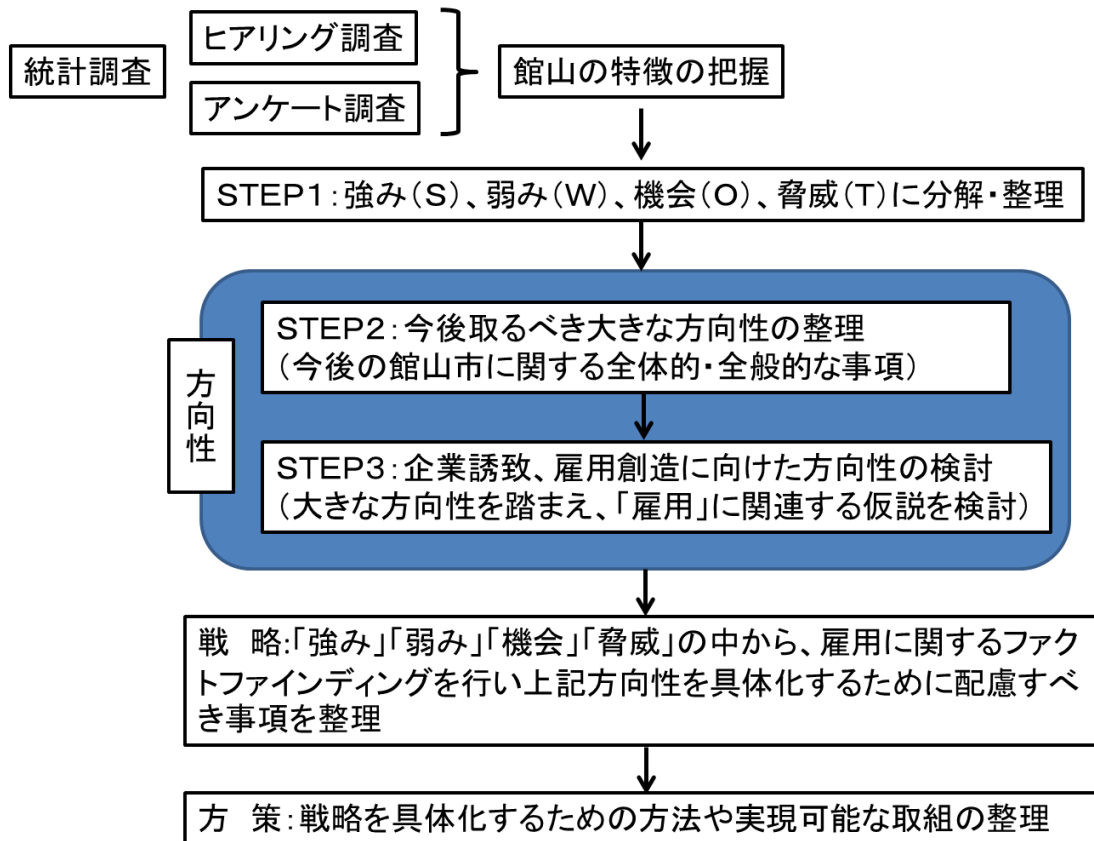 統計調査
ヒアリング調査
アンケート調査
館山の特徴の把握
STEP1:強み(S)、弱み(W)、機会(O)、脅威(T)に分解・整理
方向性
STEP2:今後取るべき大きな方向性の整理
(今後の館山市に関する全体的・全般的な事項)
STEP3:企業誘致、雇用創造に向けた方向性の検討
(大きな方向性を踏まえ、「雇用」に関連する仮説を検討)
戦 略:「強み」「弱み」「機会」「脅威」の中から、雇用に関するファク
トファインディングを行い上記方向性を具体化するために配慮すべ
き事項を整理
方 策:戦略を具体化するための方法や実現可能な取組の整理